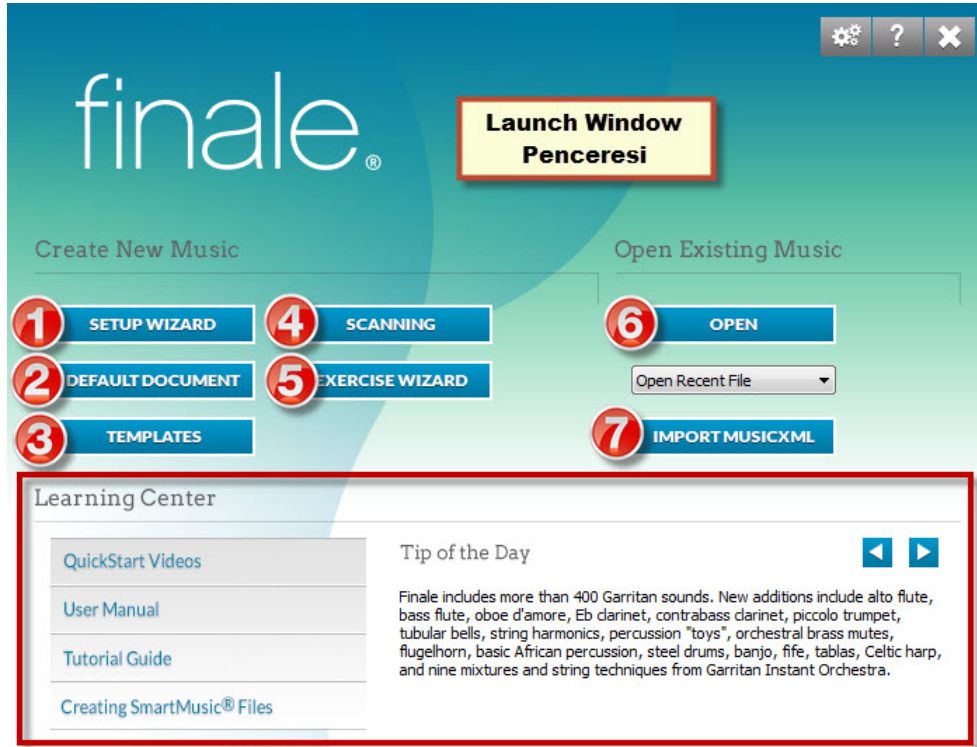 ?
finale®
Launch Window
Penceresi
Create New Music
Open Existing Music
1 SETUP WIZARD
4 SCANNING
6 OPEN
2 DEFAULT DOCUMENT
5 EXERCISE WIZARD
Open Recent File
3 TEMPLATES
7 IMPORT MUSICXML
Learning Center
QuickStart Videos
User Manual
Tutorial Guide
Creating SmartMusic® Files
Tip of the Day
Finale includes more than 400 Garritan sounds. New additions include alto flute,
bass flute, oboe d'amore, Eb clarinet, contrabass clarinet, piccolo trumpet,
tubular bells, string harmonics, percussion "toys", orchestral brass mutes,
flugelhorn, basic African percussion, steel drums, banjo, fife, tablas, Celtic harp,
and nine mixtures and string techniques from Garritan Instant Orchestra.